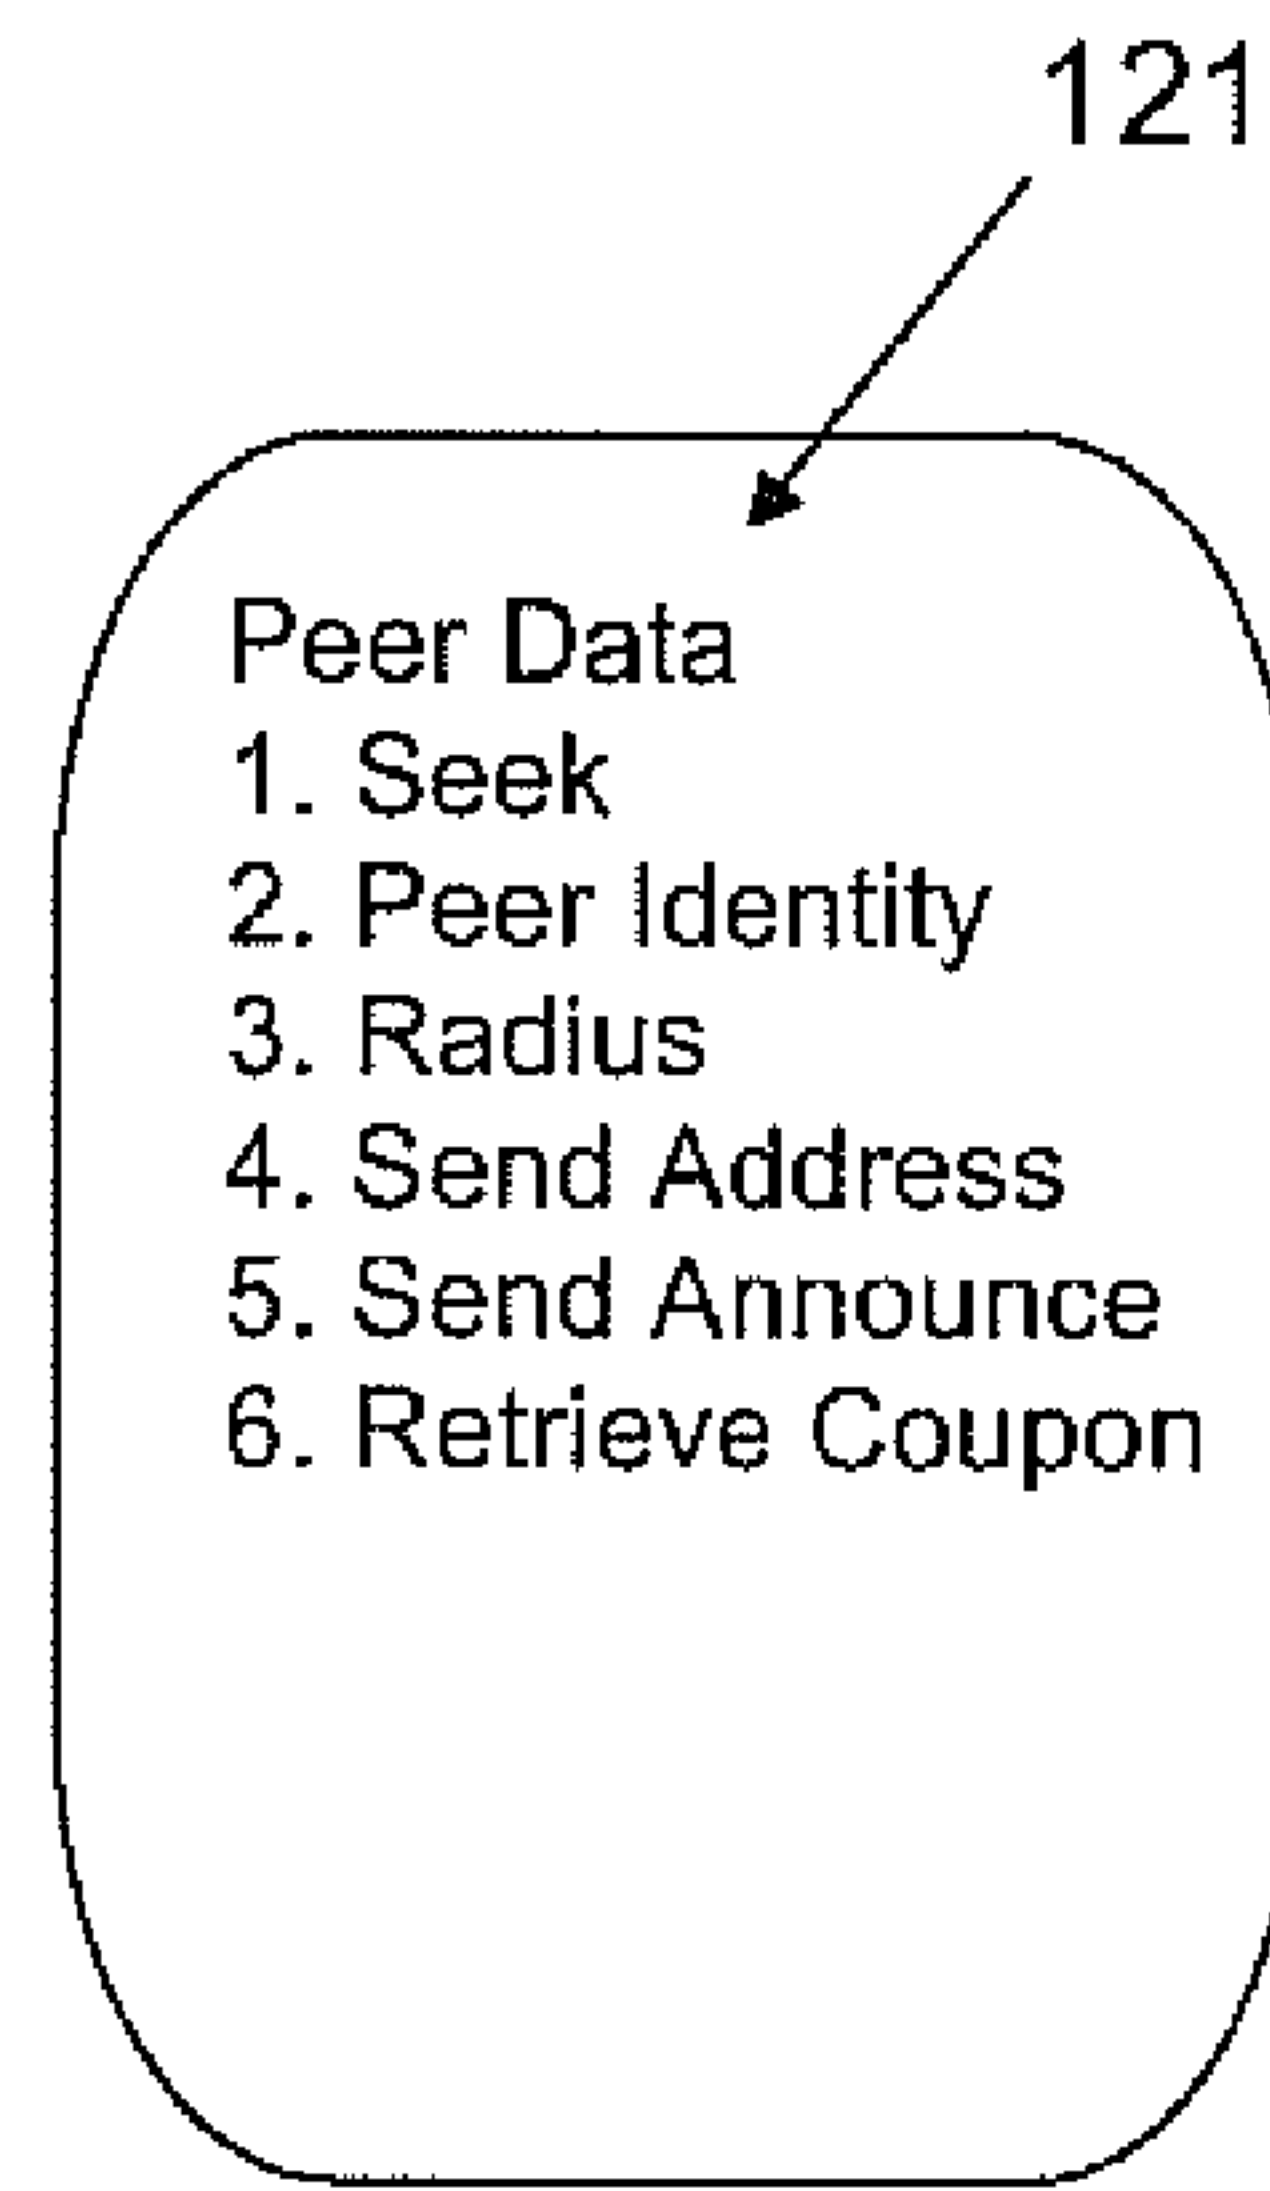 121
Peer Data
1. Seek
2. Peer Identity
3. Radius
4. Send Address
5. Send Announce
6. Retrieve Coupon